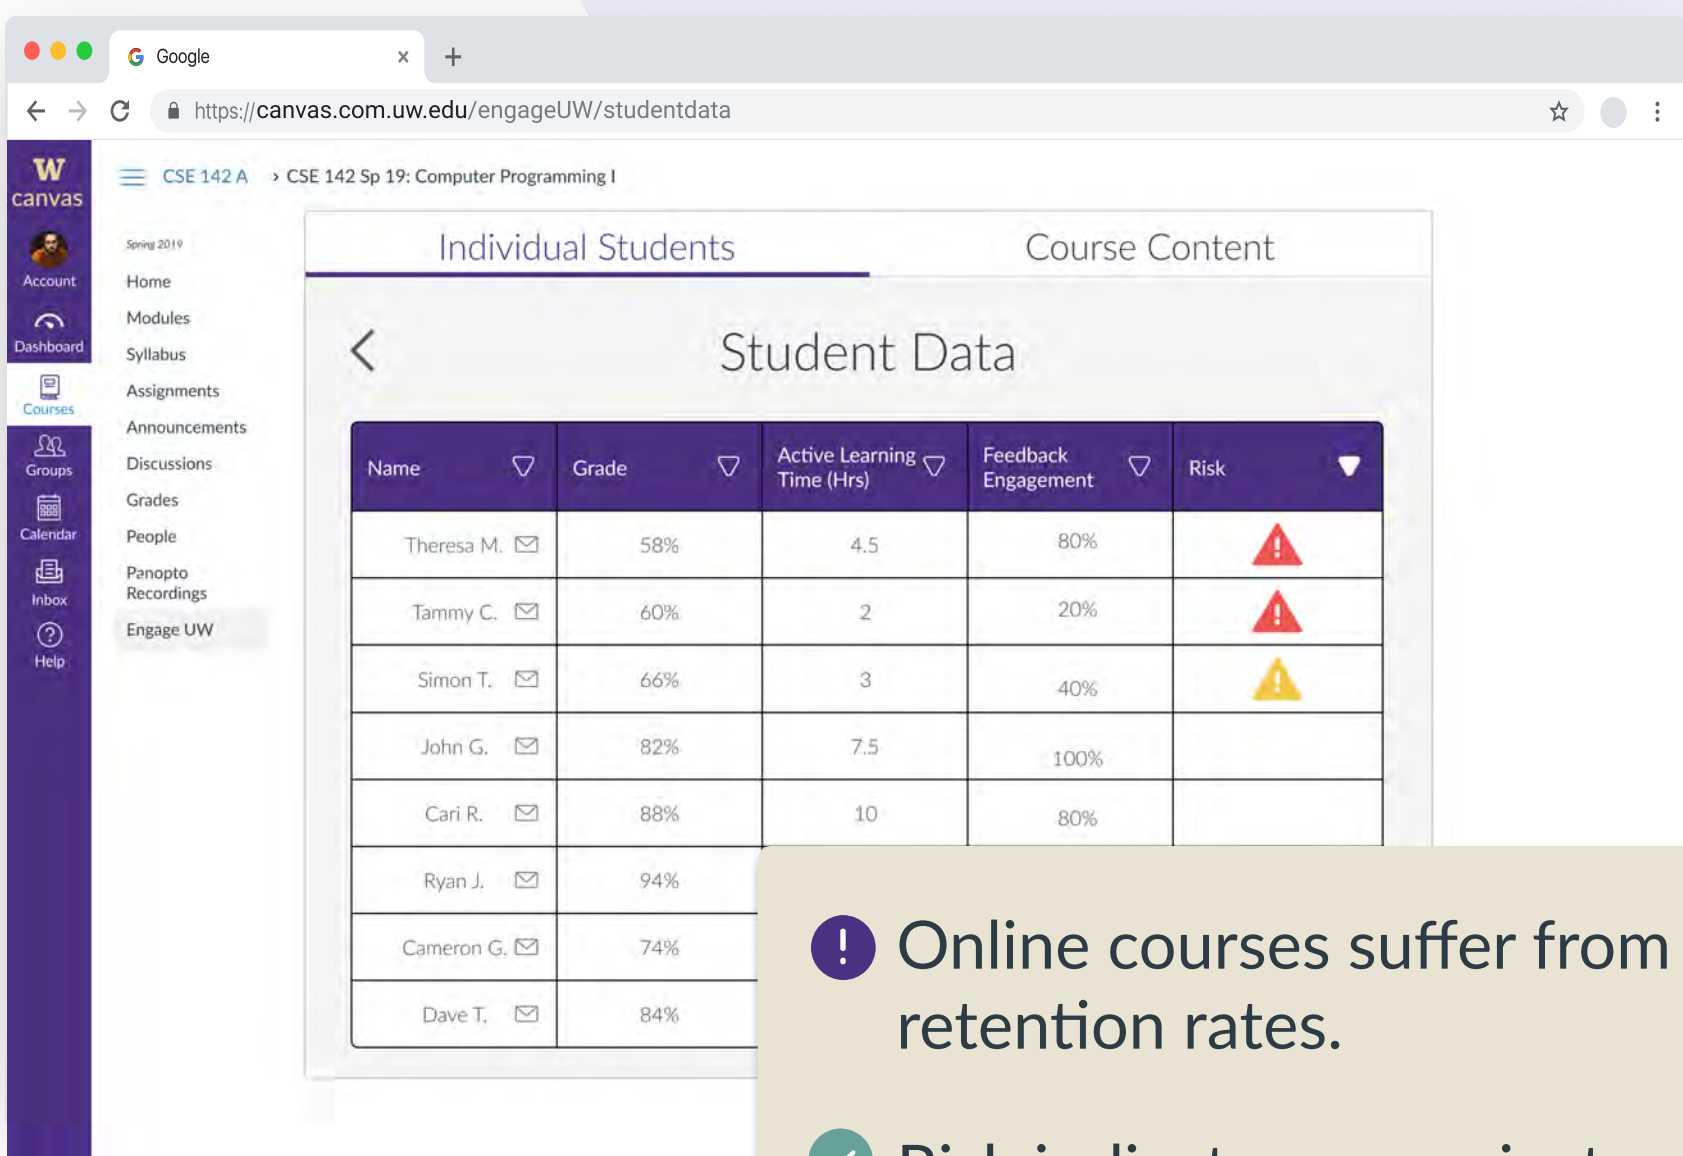 Google
https://canvas.com.uw.edu/engageUW/studentdata
W
canvas
Account
Dashboard
Courses
Groups
Calendar
Inbox
Help
CSE 142 A > CSE 142 Sp 19: Computer Programming I
Spring 2019
Home
Modules
Syllabus
Assignments
Announcements
Discussions
Grades
People
Panopto
Recordings
Engage UW
Individual Students Course Content
Student Data
Name Grade Active Learning Time (Hrs) Feedback Engagement Risk
Theresa M. 58% 4.5 80%
Tammy C. 60% 2 20%
Simon T. 66% 3 40%
John G. 82% 7.5 100%
Cari R. 88% 10 80%
Ryan J. 94%
Cameron G. 74%
Dave T. 84%
Online courses suffer from
retention rates.